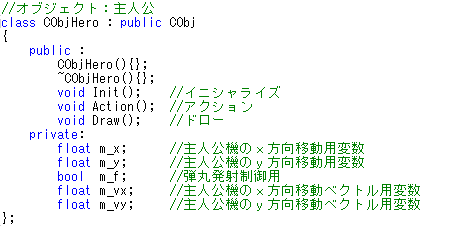 //オブジェクト：主人公
class CObjHero : public CObj
{
    public :
        CObjHero(){};
        ~CObjHero(){};
        void Init();    //イニシャライズ
        void Action();  //アクション
        void Draw();    //ドロー
    private:
        float m_x;      //主人公機のｘ方向移動用変数
        float m_y;      //主人公機のｙ方向移動用変数
        bool  m_f;      //弾丸発射制御用
        float m_vx;     //主人公機のｘ方向移動ベクトル用変数
        float m_vy;     //主人公機のｙ方向移動ベクトル用変数
};